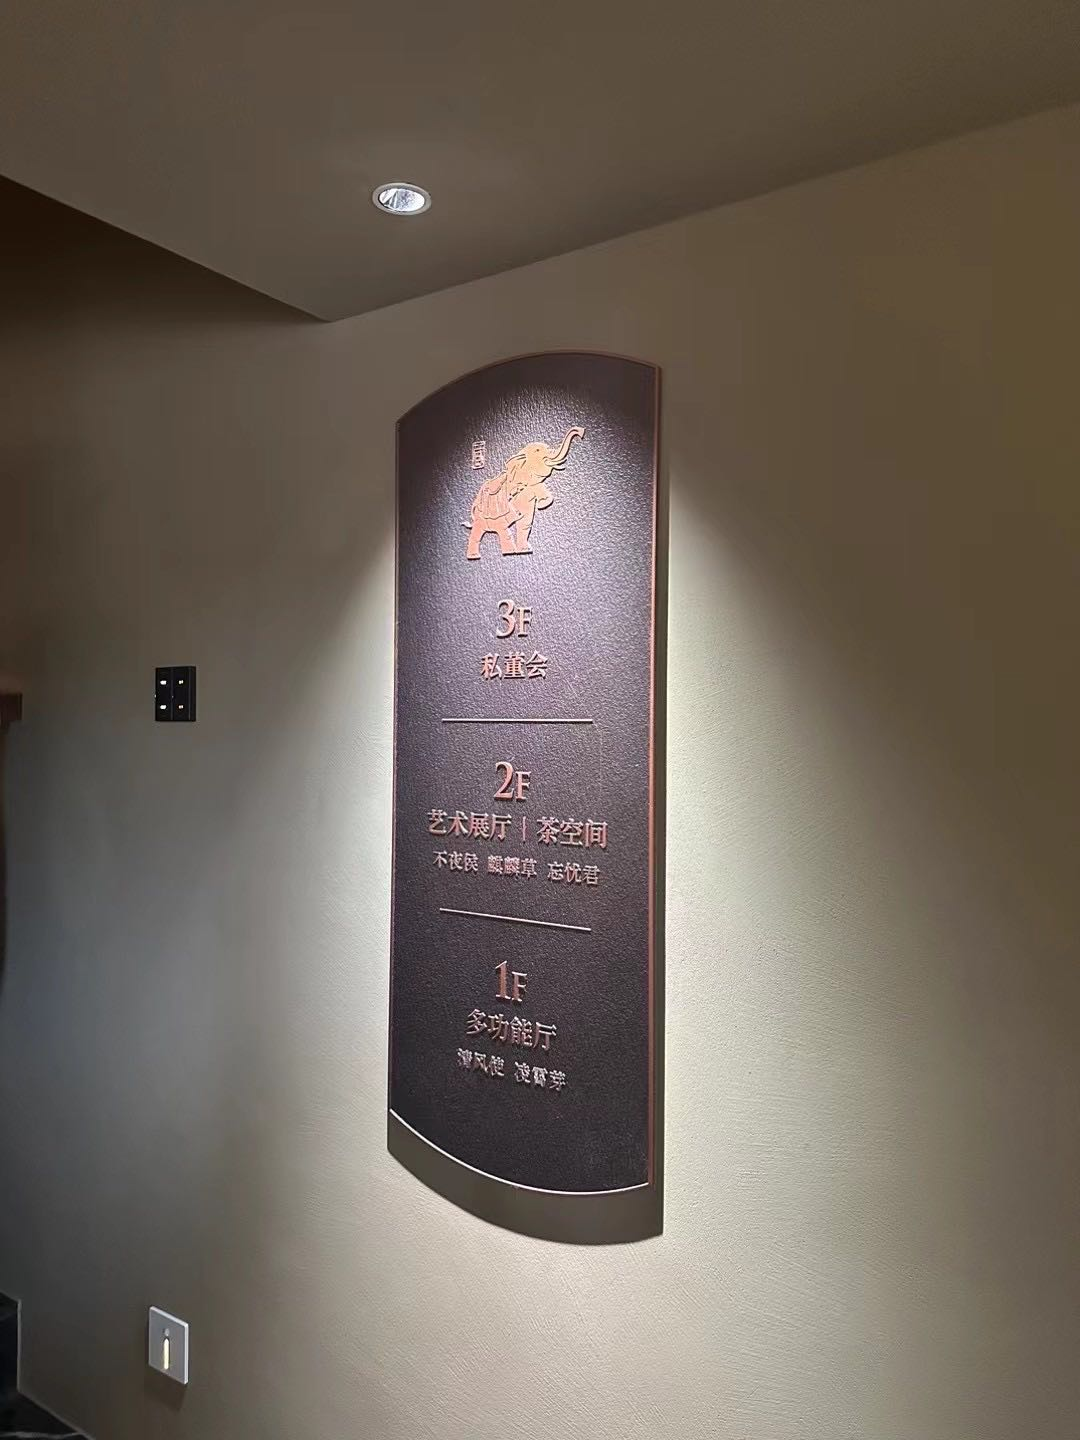 3F
私董会
2F
艺术展厅 | 茶空间
不夜侯 麒麟草 忘忧君
1F
多功能厅
清风使 凌霄芽